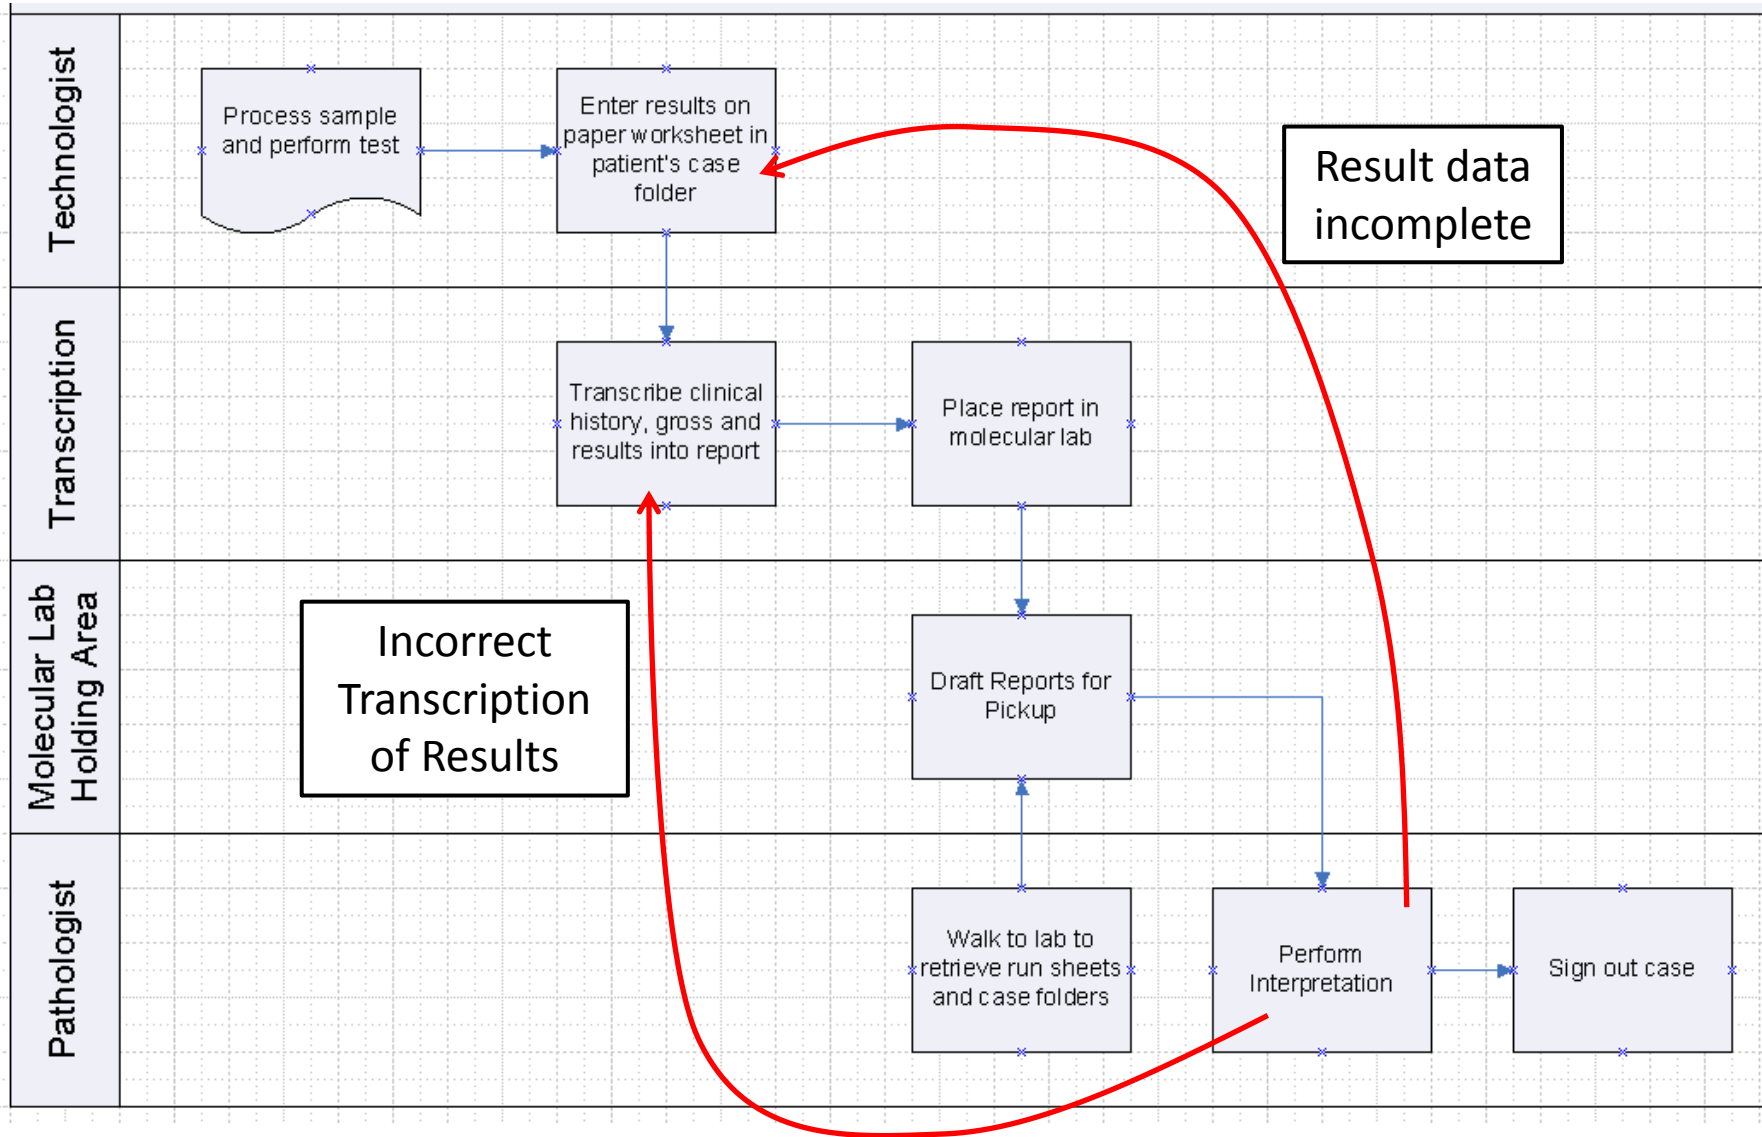 Technologist
Process sample
and perform test
Enter results on
paper worksheet in
patient's case
folder
Result data
incomplete
Transcription
Transcribe clinical
history, gross and
results into report
Place report in
molecular lab
Molecular Lab
Holding Area
Incorrect
Transcription
of Results
Draft Reports for
Pickup
Pathologist
Walk to lab to
retrieve run sheets
and case folders
Perform
Interpretation
Sign out case